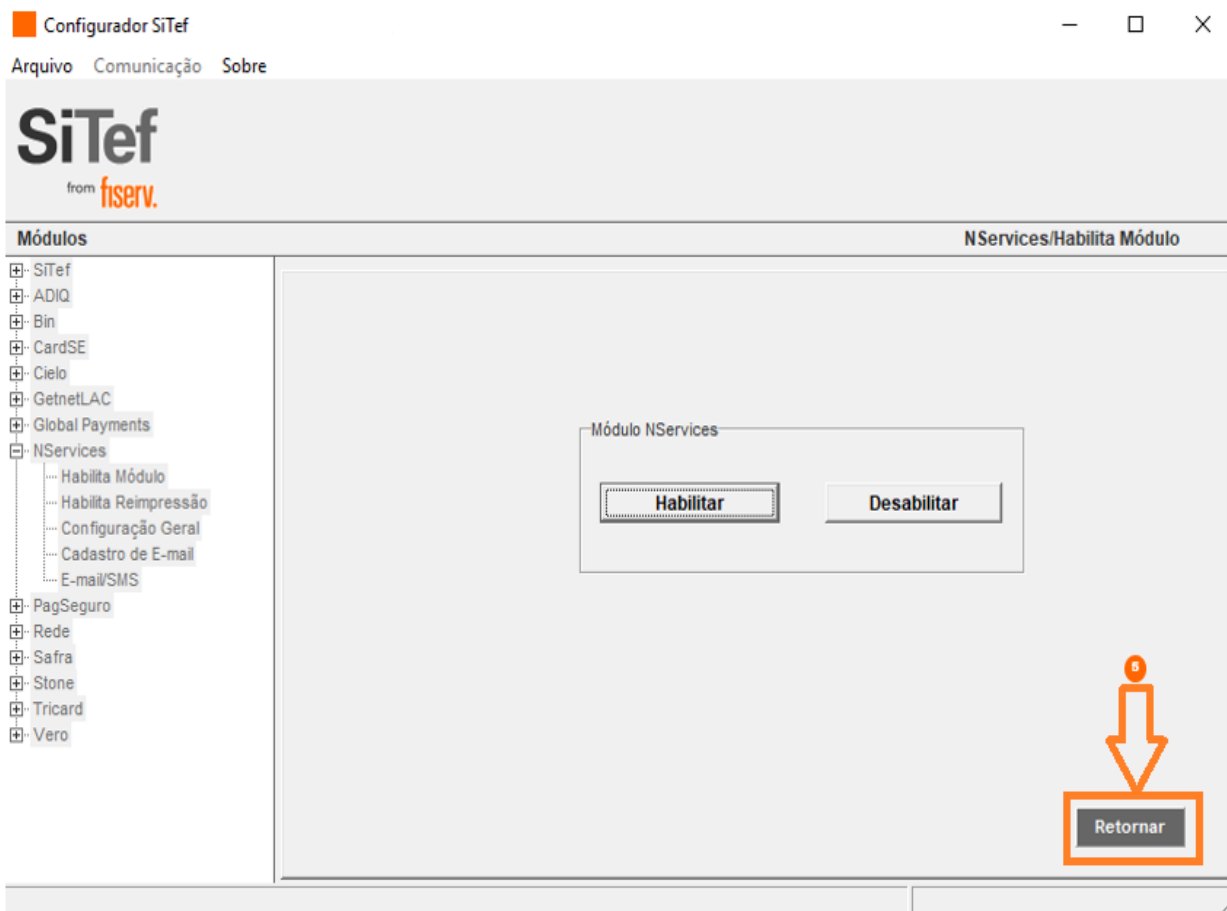 Configurador SiTef
Arquivo Comunicação Sobre
SiTef
from fiserv.
Módulos NServices/Habilita Módulo
SiTef
ADIQ
Bin
CardSE
Cielo
GetnetLAC
Global Payments
NServices
Habilita Módulo
Habilita Reimpressão
Configuração Geral
Cadastro de E-mail
E-mail/SMS
PagSeguro
Rede
Safra
Stone
Tricard
Vero
Módulo NServices
Habilitar Desabilitar
5
Retornar